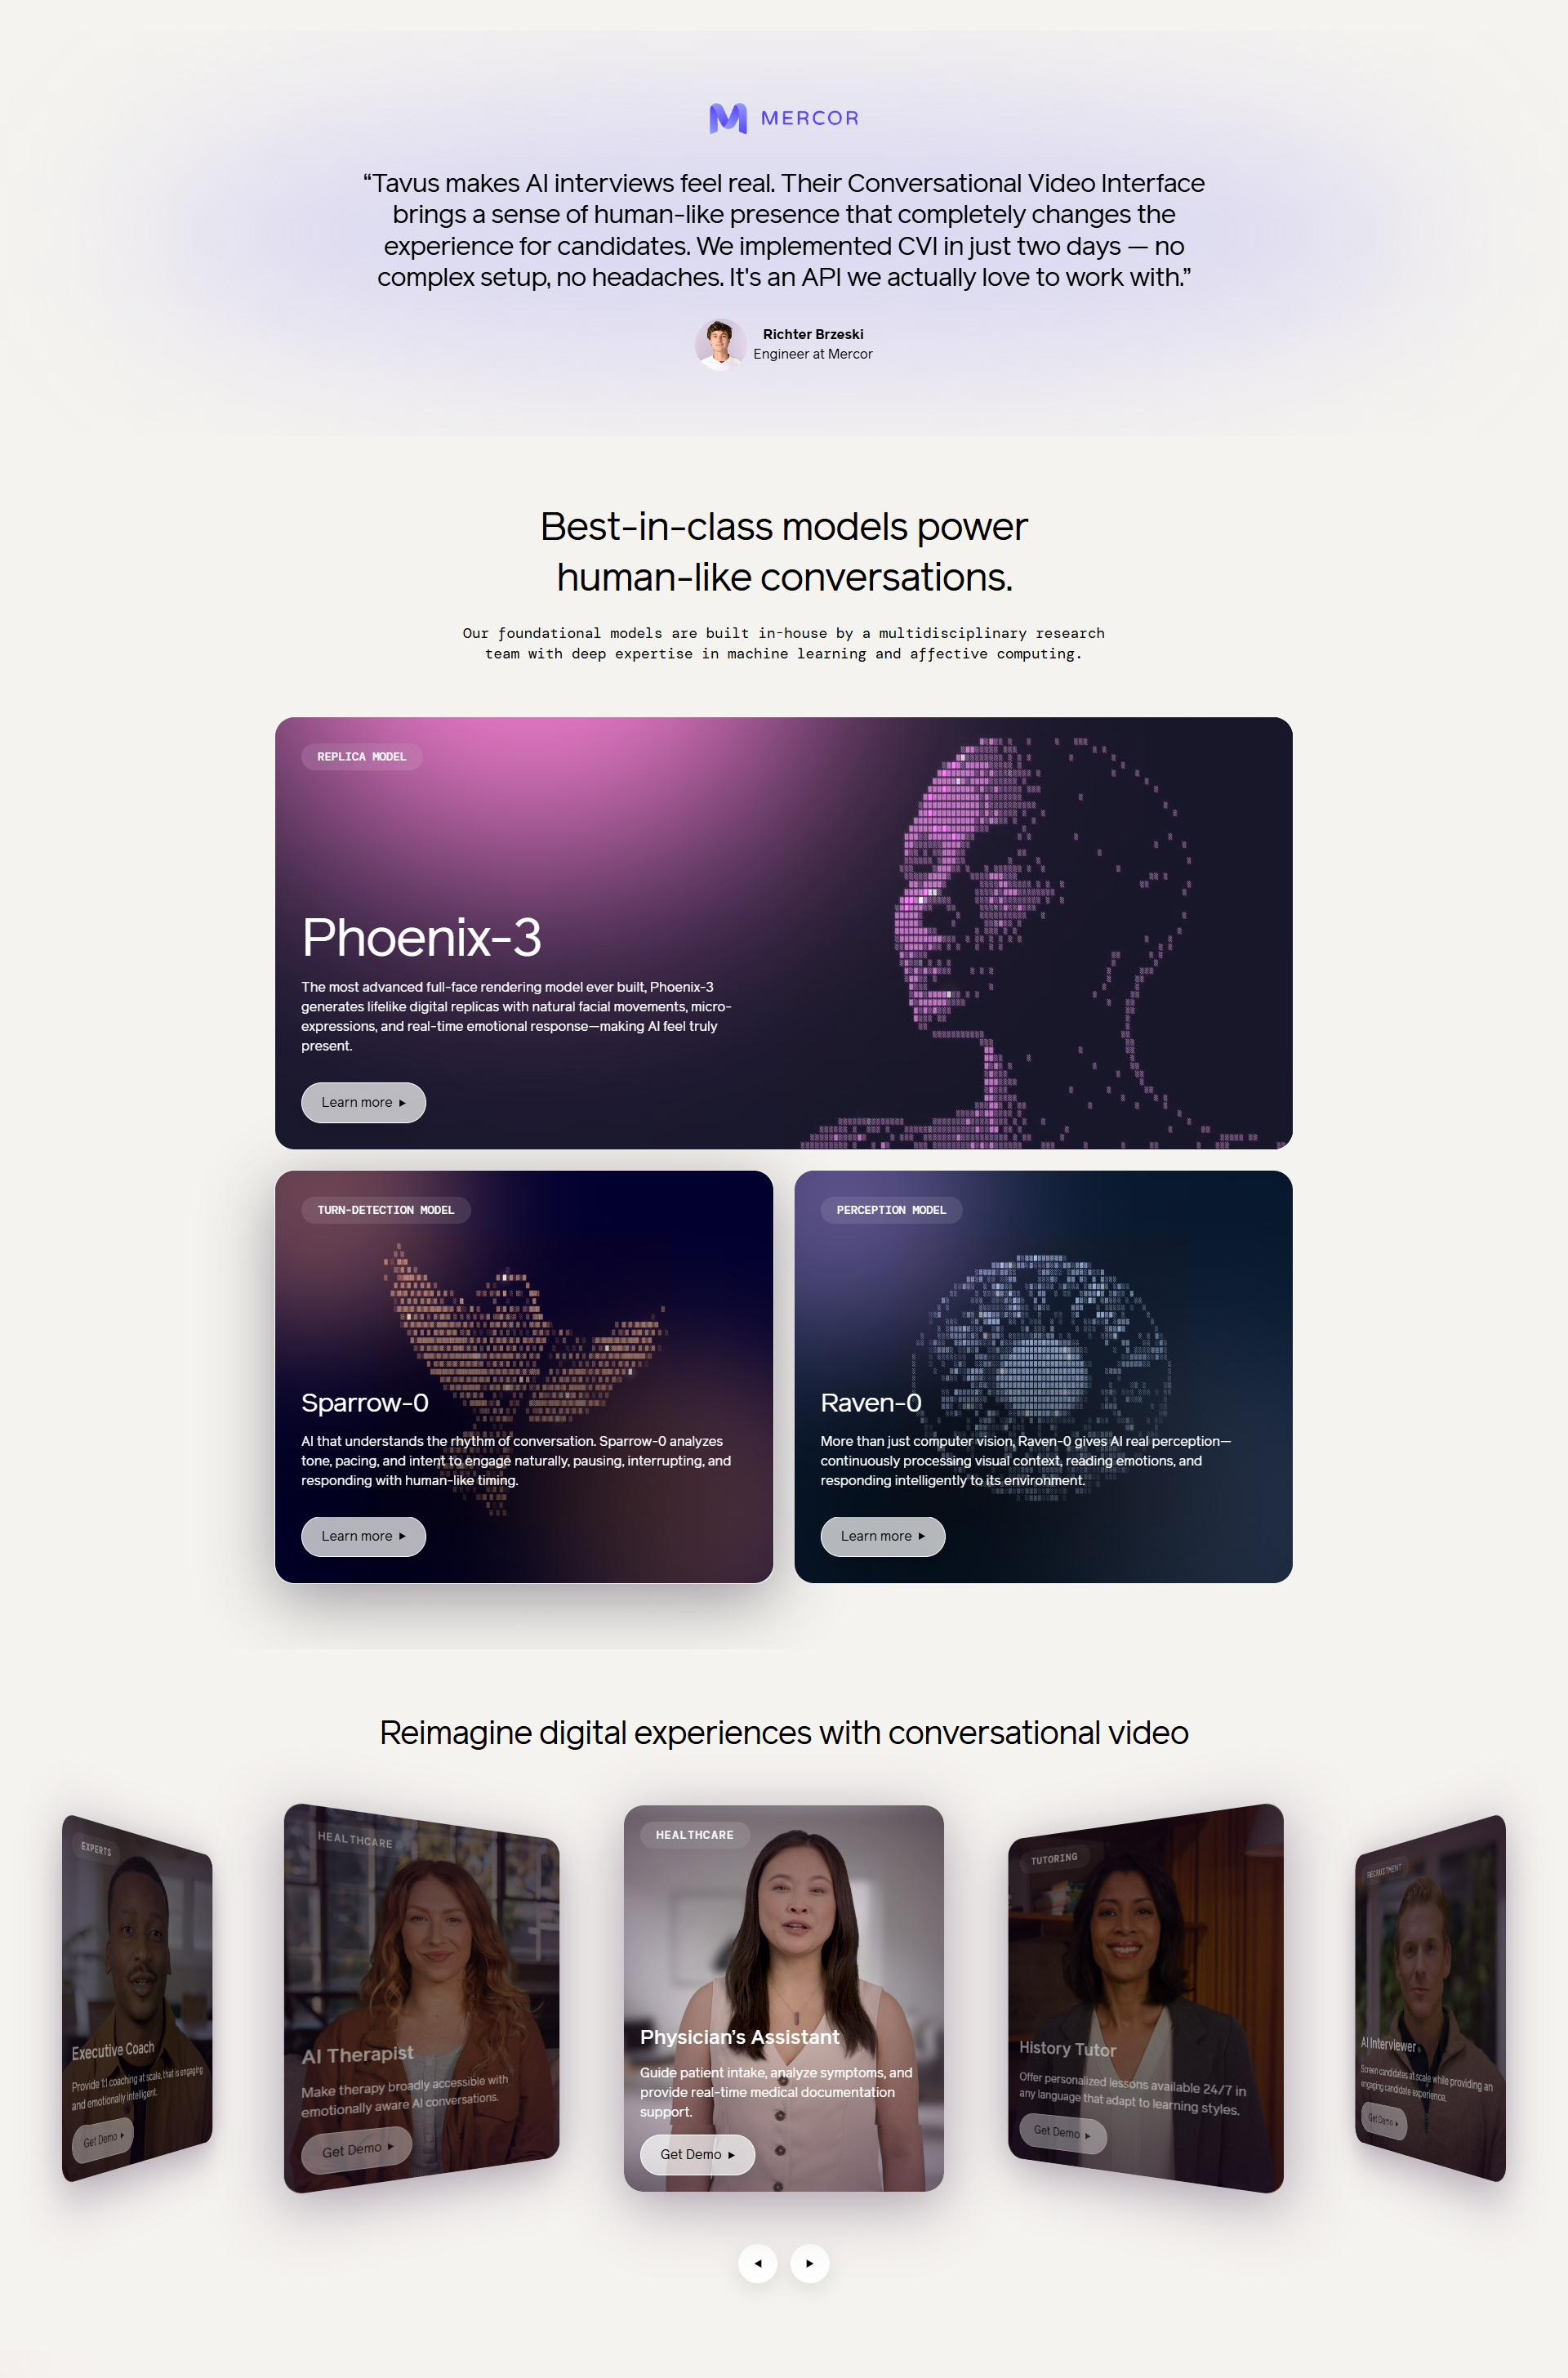 MERCOR
“Tavus makes AI interviews feel real. Their Conversational Video Interface
brings a sense of human-like presence that completely changes the
experience for candidates. We implemented CVI in just two days — no
complex setup, no headaches. It's an API we actually love to work with.”
Richter Brzeski
Engineer at Mercor
Best-in-class models power
human-like conversations.
Our foundational models are built in-house by a multidisciplinary research
team with deep expertise in machine learning and affective computing.
REPLICA MODEL
Phoenix-3
The most advanced full-face rendering model ever built, Phoenix-3
generates lifelike digital replicas with natural facial movements, micro-
expressions, and real-time emotional response—making AI feel truly
present.
Learn more
TURN-DETECTION MODEL
Sparrow-0
AI that understands the rhythm of conversation. Sparrow-0 analyzes
tone, pacing, and intent to engage naturally, pausing, interrupting, and
responding with human-like timing.
Learn more
PERCEPTION MODEL
Raven-0
More than just computer vision, Raven-0 gives AI real perception—
continuously processing visual context, reading emotions, and
responding intelligently to its environment.
Learn more
Reimagine digital experiences with conversational video
EXPERTS
Executive Coach
Provide 1:1 coaching at scale, that is engaging
and emotionally intelligent.
Get Demo
HEALTHCARE
AI Therapist
Make therapy broadly accessible with
emotionally aware AI conversations.
Get Demo
HEALTHCARE
Physician’s Assistant
Guide patient intake, analyze symptoms, and
provide real-time medical documentation
support.
Get Demo
TUTORING
History Tutor
Offer personalized lessons available 24/7 in
any language that adapt to learning styles.
Get Demo
RECRUITMENT
AI Interviewer
Screen candidates at scale while providing an
engaging candidate experience.
Get Demo